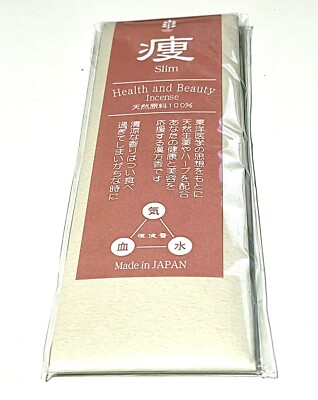 痩
Slim
Health and Beauty
Incense
天然原料100%
東洋医学の思想をもとに
天然生薬やハーブを配合
あなたの健康と美容を
応援する漢方香です
清涼な香りはつい食べ
過ぎてしまいがちな時に
気
血
水
Made in JAPAN